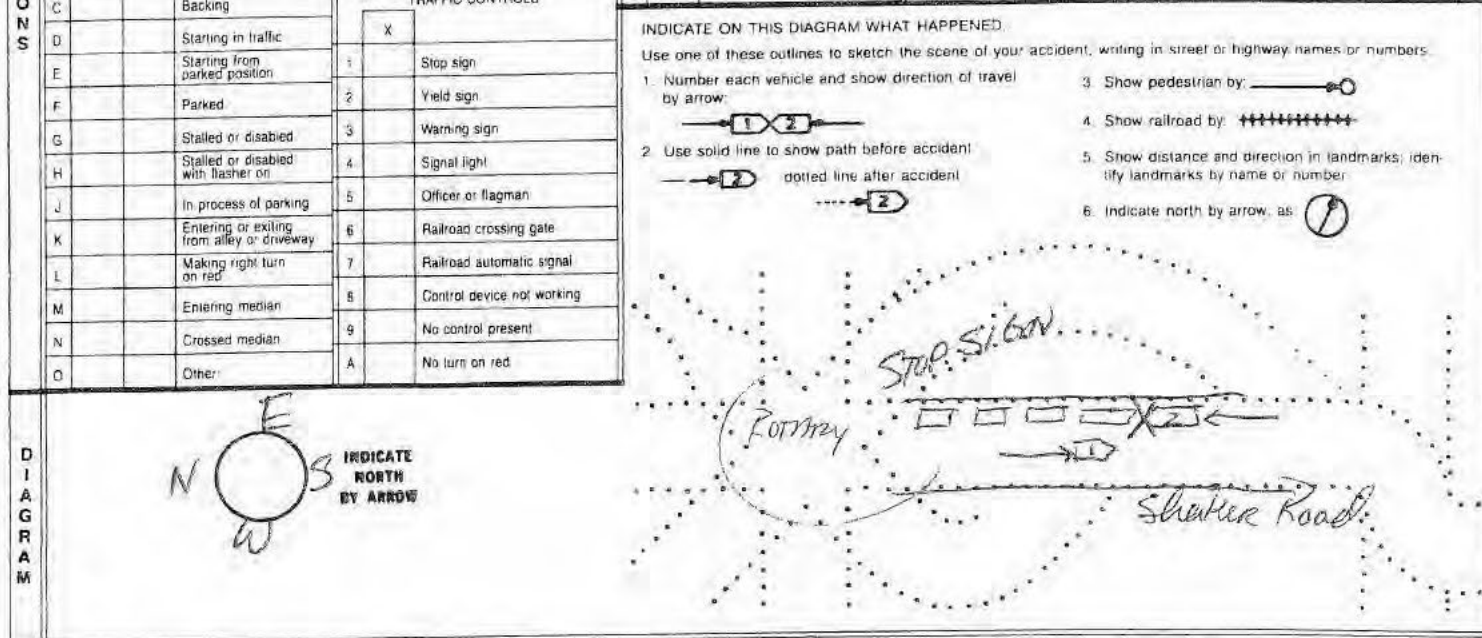 ONS
C Backing
D Starting in traffic
E Starting from parked position
F Parked
G Stalled or disabled
H Stalled or disabled with flasher on
J In process of parking
K Entering or exiting from alley or driveway
L Making right turn on red
M Entering median
N Crossed median
O Other
TRAFFIC CONTROLS
X
1 Stop sign
2 Yield sign
3 Warning sign
4 Signal light
5 Officer or flagman
6 Railroad crossing gate
7 Railroad automatic signal
8 Control device not working
9 No control present
A No turn on red
INDICATE ON THIS DIAGRAM WHAT HAPPENED
Use one of these outlines to sketch the scene of your accident, writing in street or highway names or numbers.
1. Number each vehicle and show direction of travel
by arrow:
1 2
2. Use solid line to show path before accident
2 dotted line after accident
2
3. Show pedestrian by:
4. Show railroad by:
5. Show distance and direction in landmarks; iden-
tify landmarks by name or number
6. Indicate north by arrow, as
DIAGRAM
E
N S
W
INDICATE
NORTH
BY ARROW
STOP SIGN
Rotary
2
1
Shaker Road